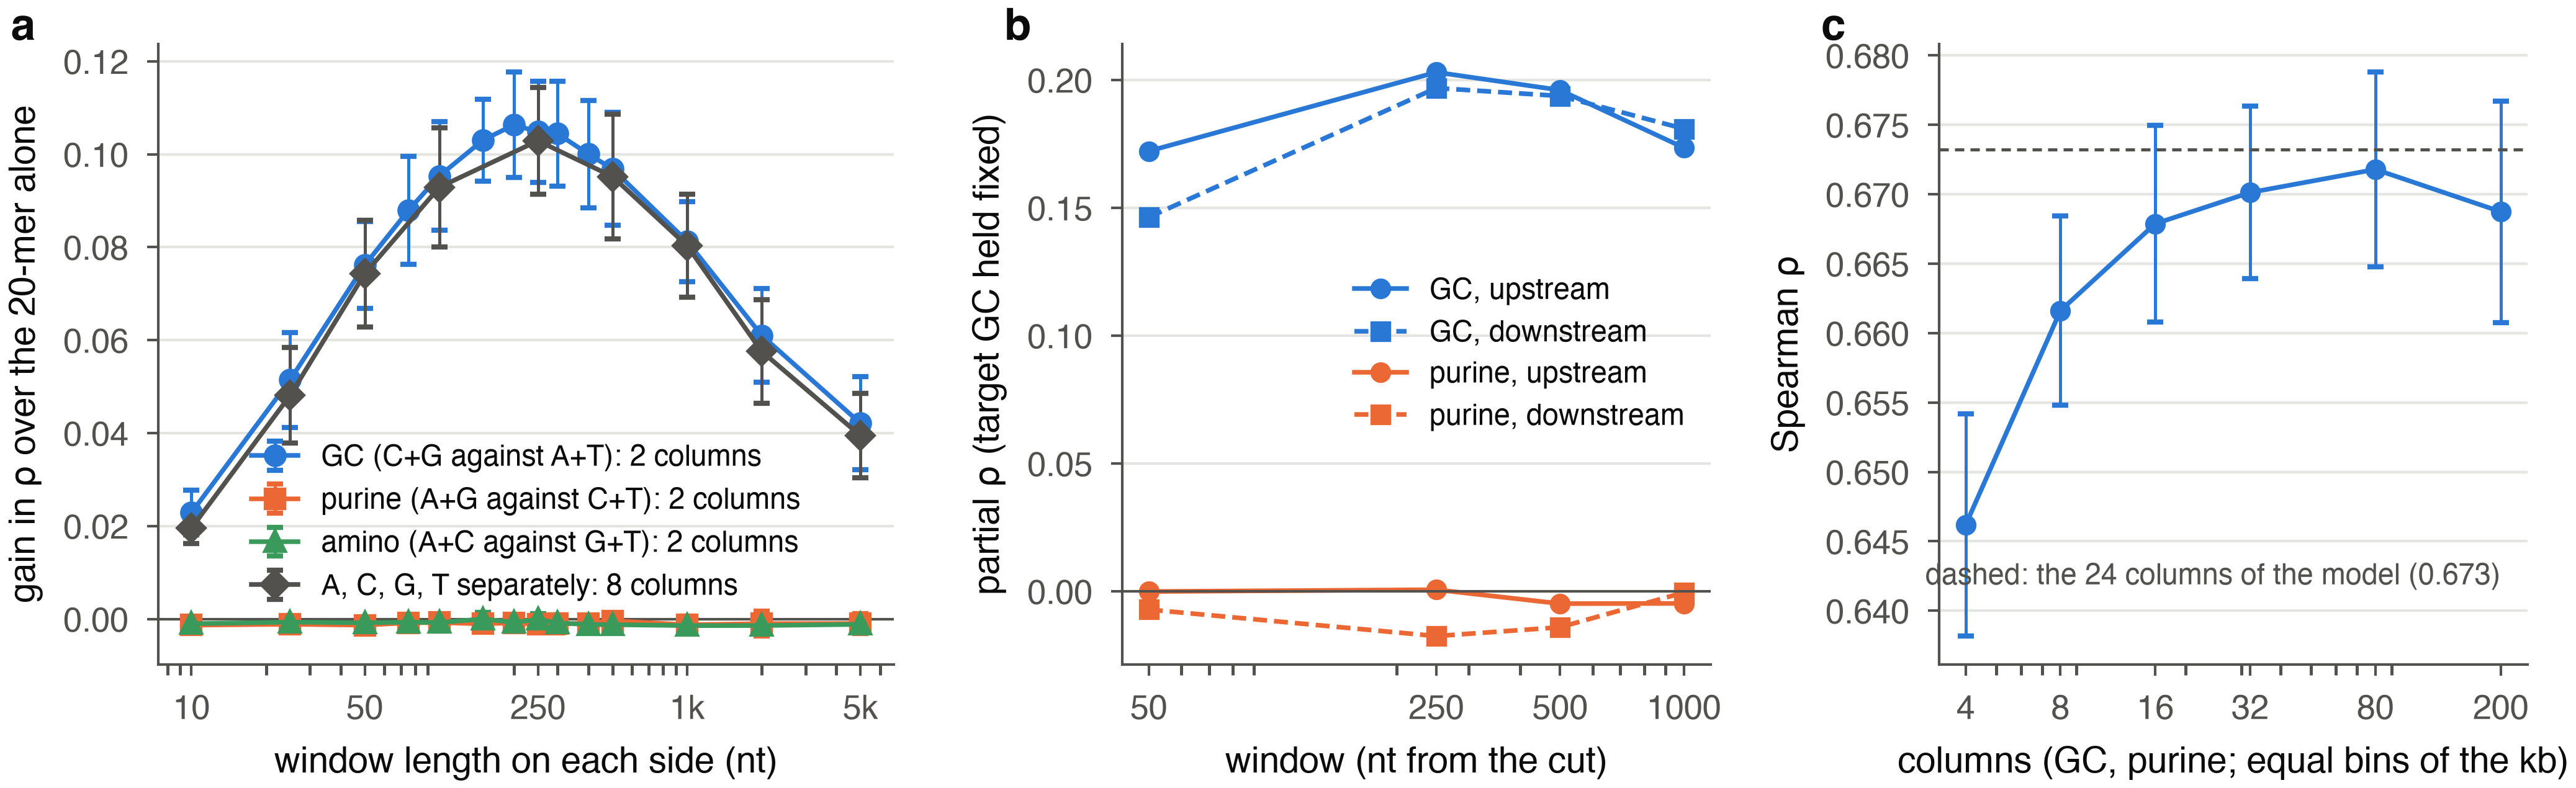 a
gain in ρ over the 20-mer alone
0.12
0.10
0.08
0.06
0.04
0.02
0.00
GC (C+G against A+T): 2 columns
purine (A+G against C+T): 2 columns
amino (A+C against G+T): 2 columns
A, C, G, T separately: 8 columns
10 50 250 1k 5k
window length on each side (nt)
b
partial ρ (target GC held fixed)
0.20
0.15
0.10
0.05
0.00
GC, upstream
GC, downstream
purine, upstream
purine, downstream
50 250 500 1000
window (nt from the cut)
c
Spearman ρ
0.680
0.675
0.670
0.665
0.660
0.655
0.650
0.645
0.640
dashed: the 24 columns of the model (0.673)
4 8 16 32 80 200
columns (GC, purine; equal bins of the kb)